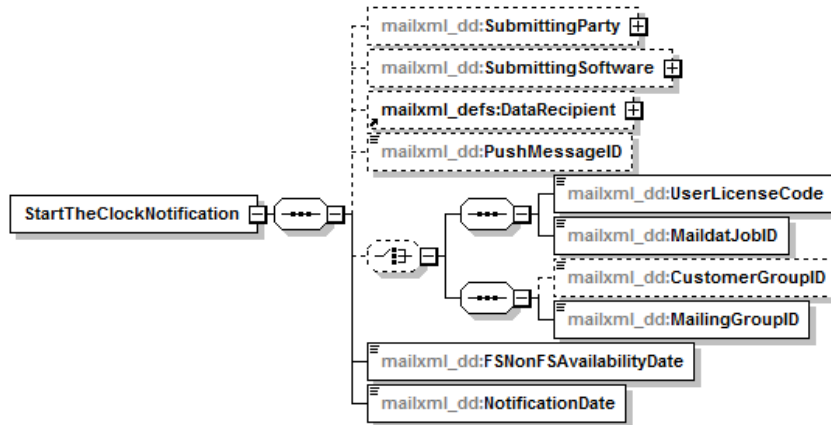 mailxml_dd:SubmittingParty
mailxml_dd:SubmittingSoftware
mailxml_defs:DataRecipient
mailxml_dd:PushMessageID
StartTheClockNotification
mailxml_dd:UserLicenseCode
mailxml_dd:MaildatJobID
mailxml_dd:CustomerGroupID
mailxml_dd:MailingGroupID
mailxml_dd:FSNonFSAvailabilityDate
mailxml_dd:NotificationDate